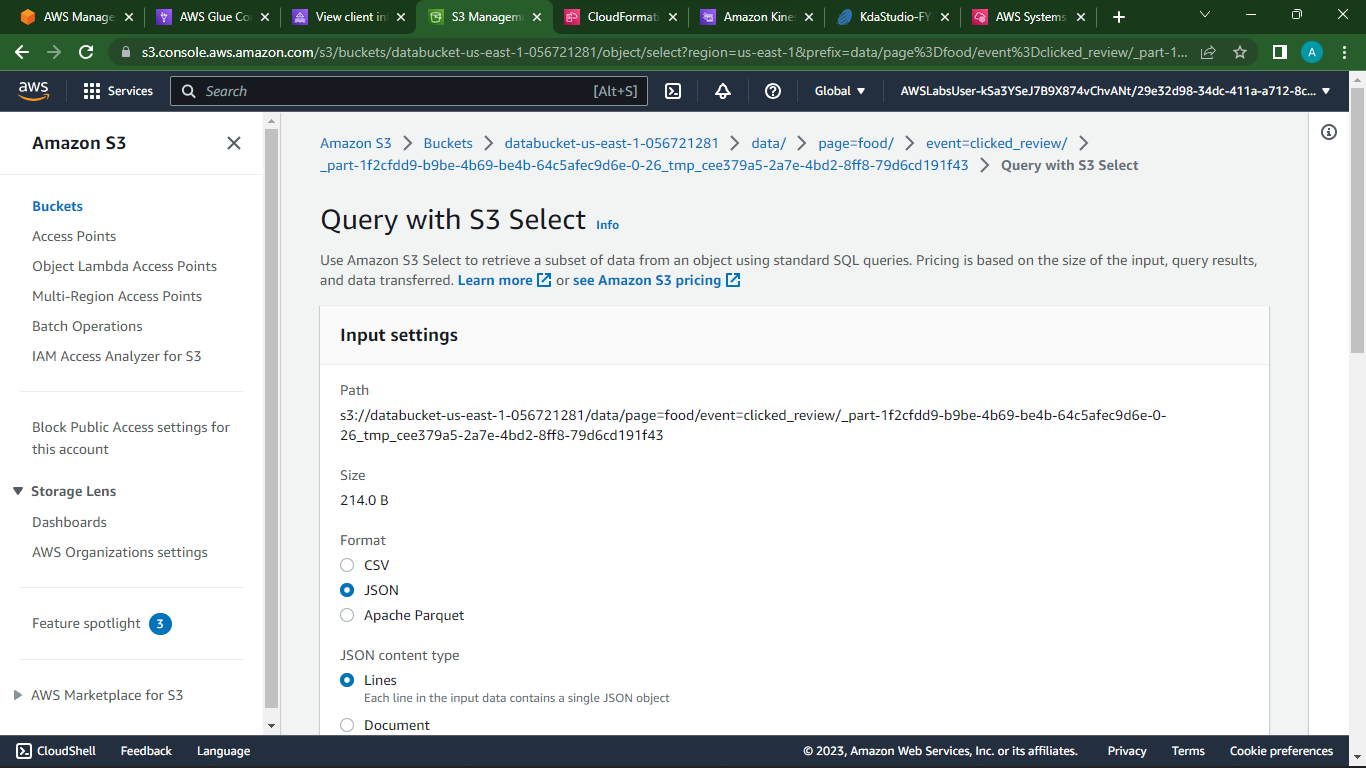 AWS Manage
AWS Glue Co
View client in
S3 Managem
CloudFormati
Amazon Kine
KdaStudio-FY
AWS Systems
s3.console.aws.amazon.com/s3/buckets/databucket-us-east-1-056721281/object/select?region=us-east-1&prefix=data/page%3Dfood/event%3Dclicked_review/_part-1...
A
aws
Services
Search
[Alt+S]
Global
AWSLabsUser-kSa3YSeJ7B9X874vChvANt/29e32d98-34dc-411a-a712-8c...
Amazon S3
Buckets
Access Points
Object Lambda Access Points
Multi-Region Access Points
Batch Operations
IAM Access Analyzer for S3
Block Public Access settings for
this account
Storage Lens
Dashboards
AWS Organizations settings
Feature spotlight 3
AWS Marketplace for S3
Amazon S3 > Buckets > databucket-us-east-1-056721281 > data/ > page=food/ > event=clicked_review/ >
_part-1f2cfdd9-b9be-4b69-be4b-64c5afec9d6e-0-26_tmp_cee379a5-2a7e-4bd2-8ff8-79d6cd191f43 > Query with S3 Select
Query with S3 Select Info
Use Amazon S3 Select to retrieve a subset of data from an object using standard SQL queries. Pricing is based on the size of the input, query results,
and data transferred. Learn more or see Amazon S3 pricing
Input settings
Path
s3://databucket-us-east-1-056721281/data/page=food/event=clicked_review/_part-1f2cfdd9-b9be-4b69-be4b-64c5afec9d6e-0-
26_tmp_cee379a5-2a7e-4bd2-8ff8-79d6cd191f43
Size
214.0 B
Format
CSV
JSON
Apache Parquet
JSON content type
Lines
Each line in the input data contains a single JSON object
Document
CloudShell
Feedback
Language
© 2023, Amazon Web Services, Inc. or its affiliates.
Privacy
Terms
Cookie preferences